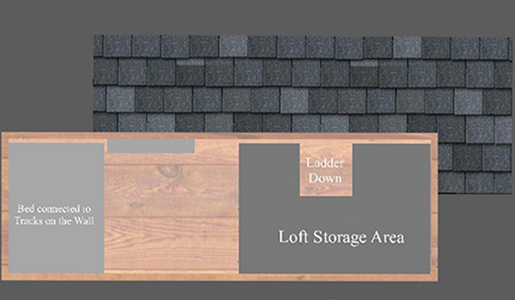 Ladder
Down
Bed connected to
Tracks on the Wall
Loft Storage Area